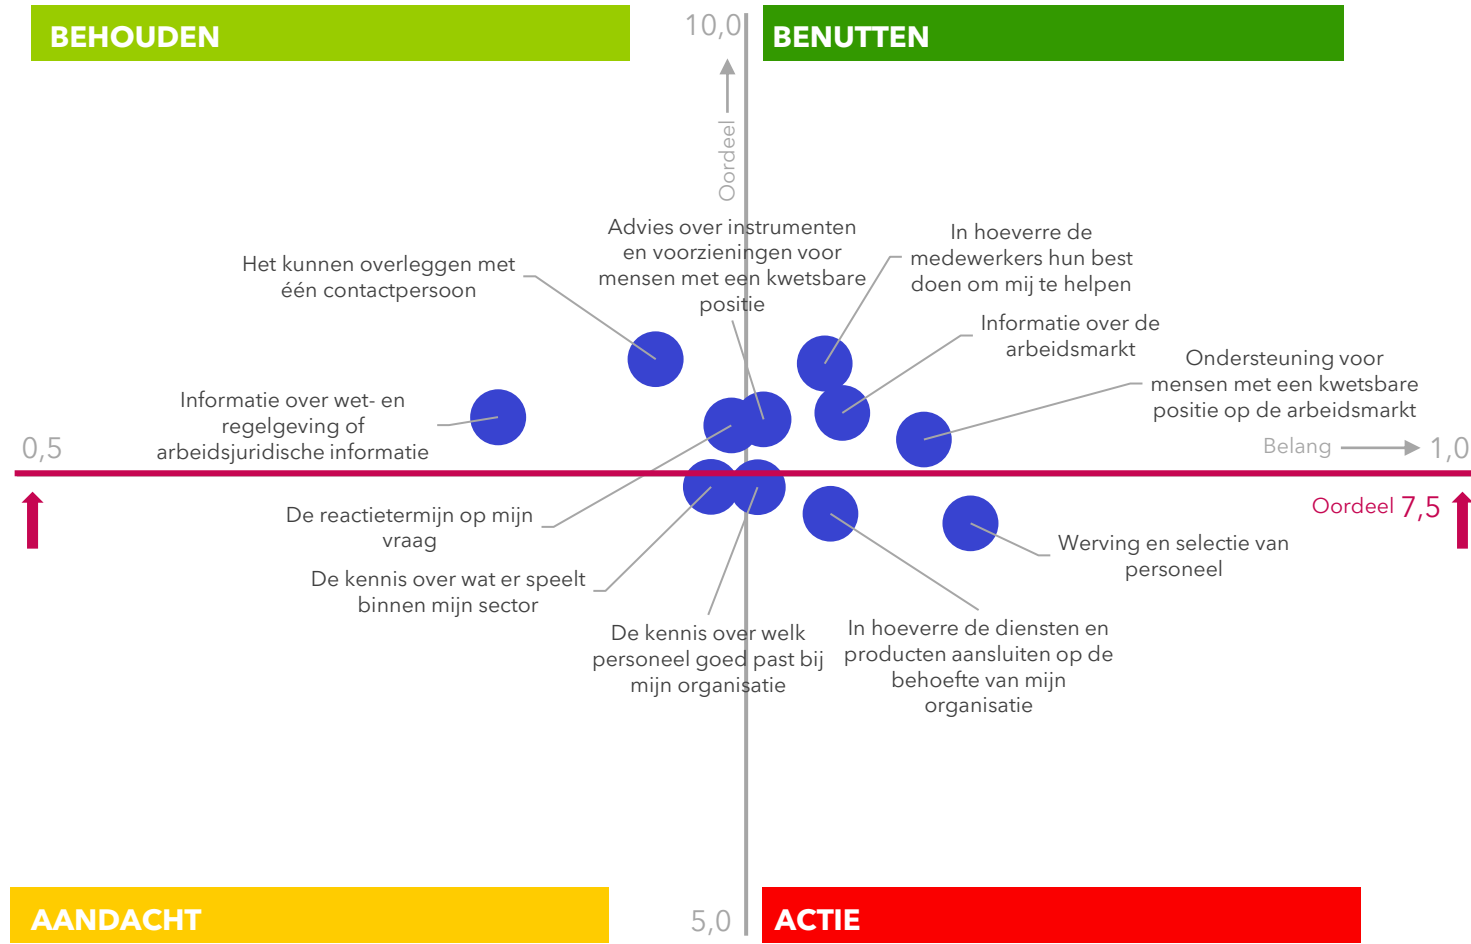 BEHOUDEN
10,0
BENUTTEN
Oordeel
Advies over instrumenten
en voorzieningen voor
mensen met een kwetsbare
positie
In hoeverre de
medewerkers hun best
doen om mij te helpen
Het kunnen overleggen met
één contactpersoon
Informatie over de
arbeidsmarkt
Ondersteuning voor
mensen met een kwetsbare
positie op de arbeidsmarkt
Informatie over wet- en
regelgeving of
arbeidsjuridische informatie
0,5
Belang
1,0
Oordeel 7,5
De reactietermijn op mijn
vraag
Werving en selectie van
personeel
De kennis over wat er speelt
binnen mijn sector
De kennis over welk
personeel goed past bij
mijn organisatie
In hoeverre de diensten en
producten aansluiten op de
behoefte van mijn
organisatie
AANDACHT
5,0
ACTIE